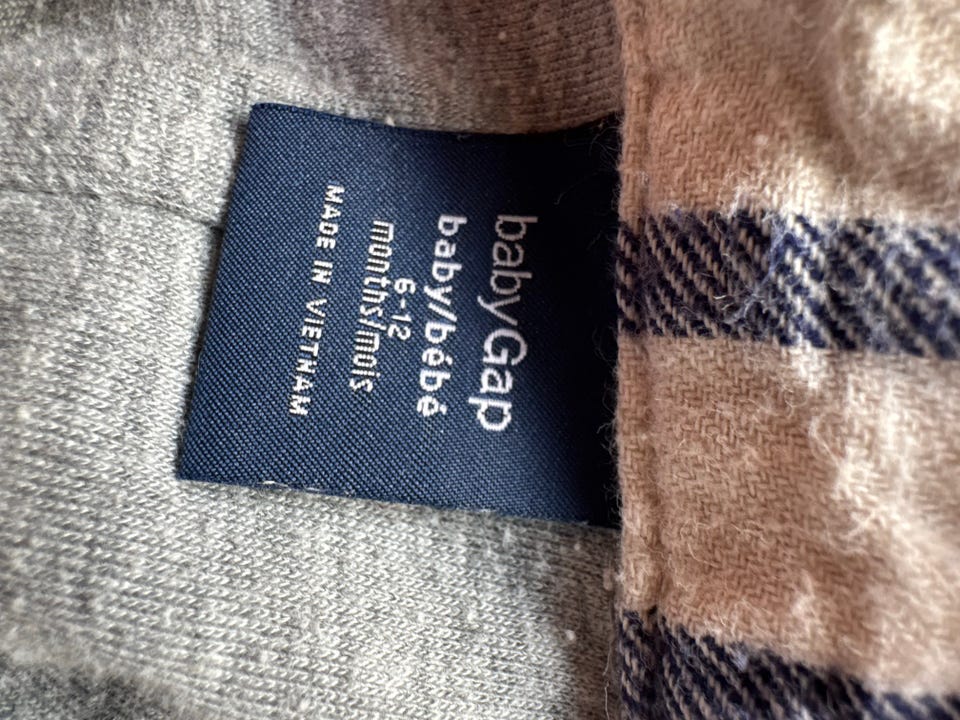 babyGap
baby/bébé
6-12
months/mois
MADE IN VIETNAM